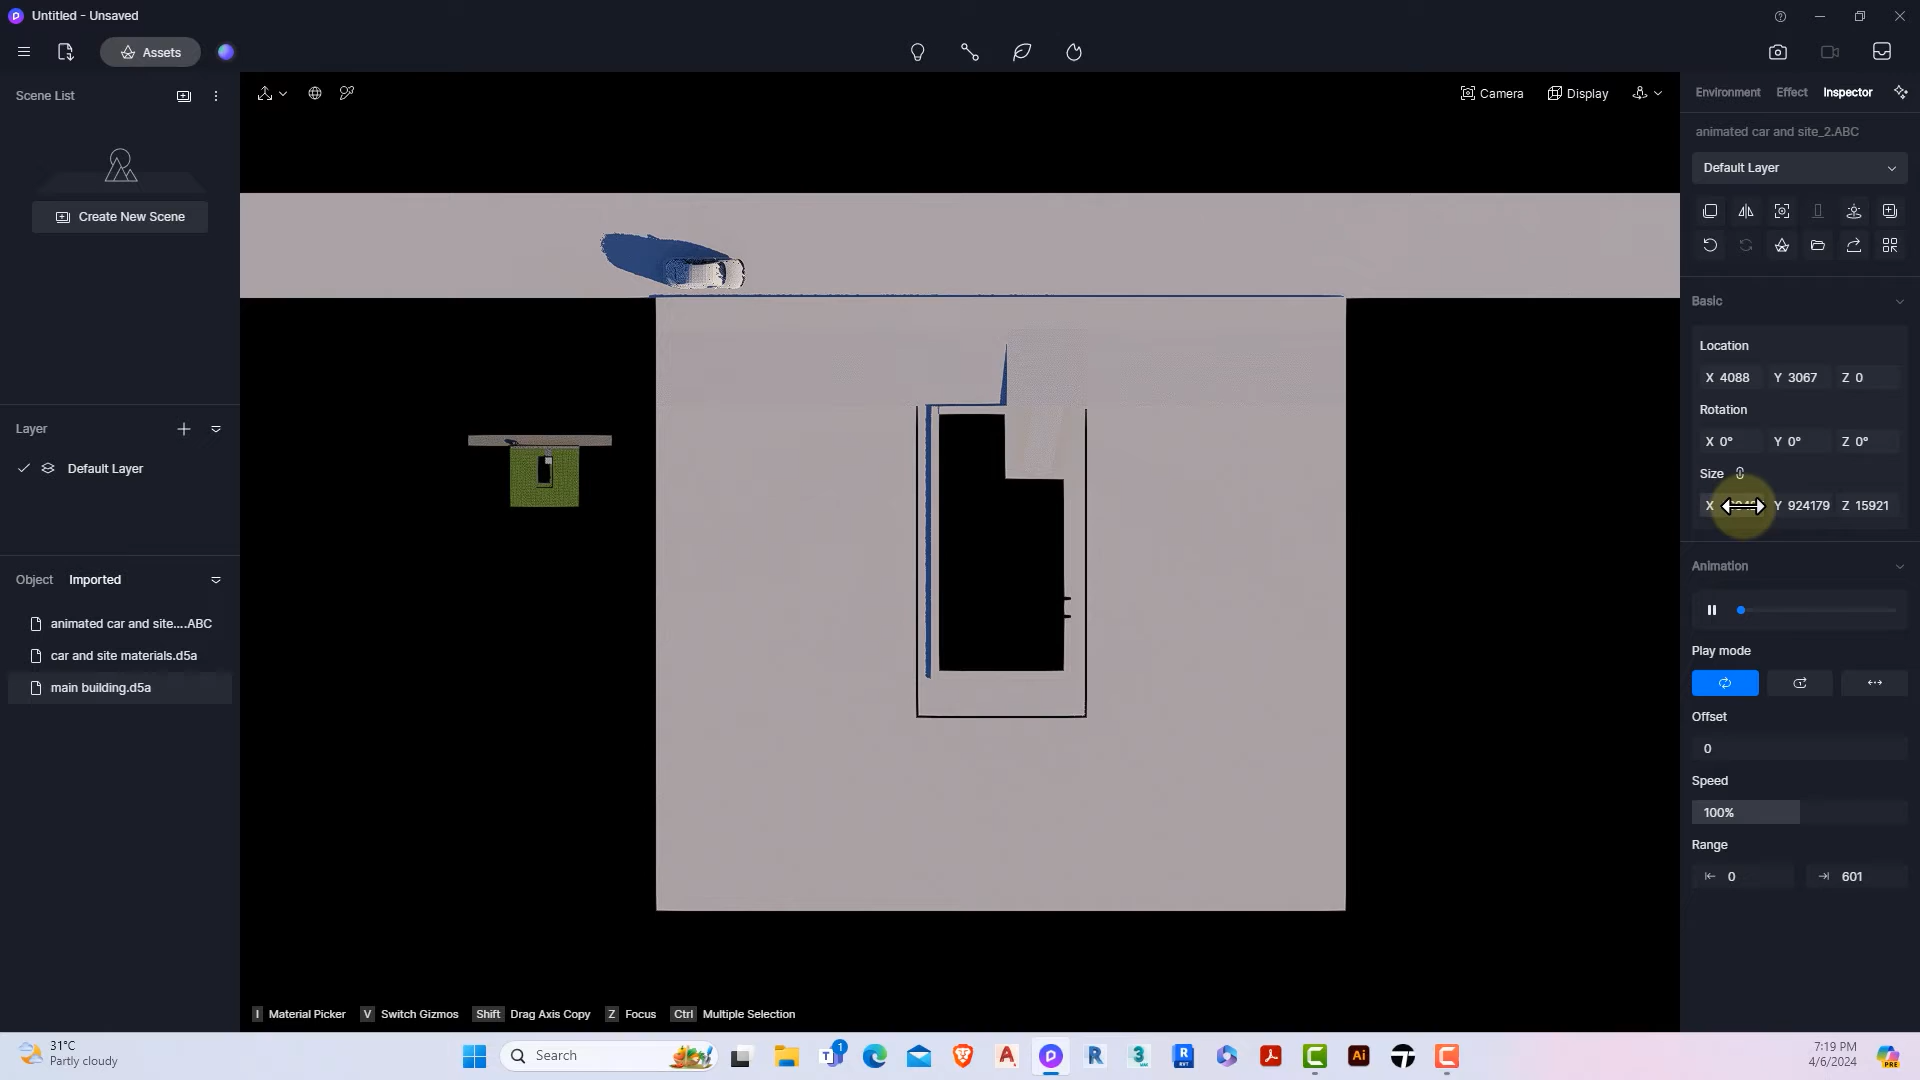 Untitled - Unsaved
Assets
Scene List
Create New Scene
Layer
Default Layer
Object Imported
animated car and site....ABC
car and site materials.d5a
main building.d5a
Camera
Display
I Material Picker V Switch Gizmos Shift Drag Axis Copy Z Focus Ctrl Multiple Selection
Environment Effect Inspector
animated car and site_2.ABC
Default Layer
Basic
Location
X 4088 Y 3067 Z 0
Rotation
X 0° Y 0° Z 0°
Size
X Y 924179 Z 15921
Animation
Play mode
Offset
0
Speed
100%
Range
0 601
31°C
Partly cloudy
Search
1
7:19 PM
4/6/2024
PRE